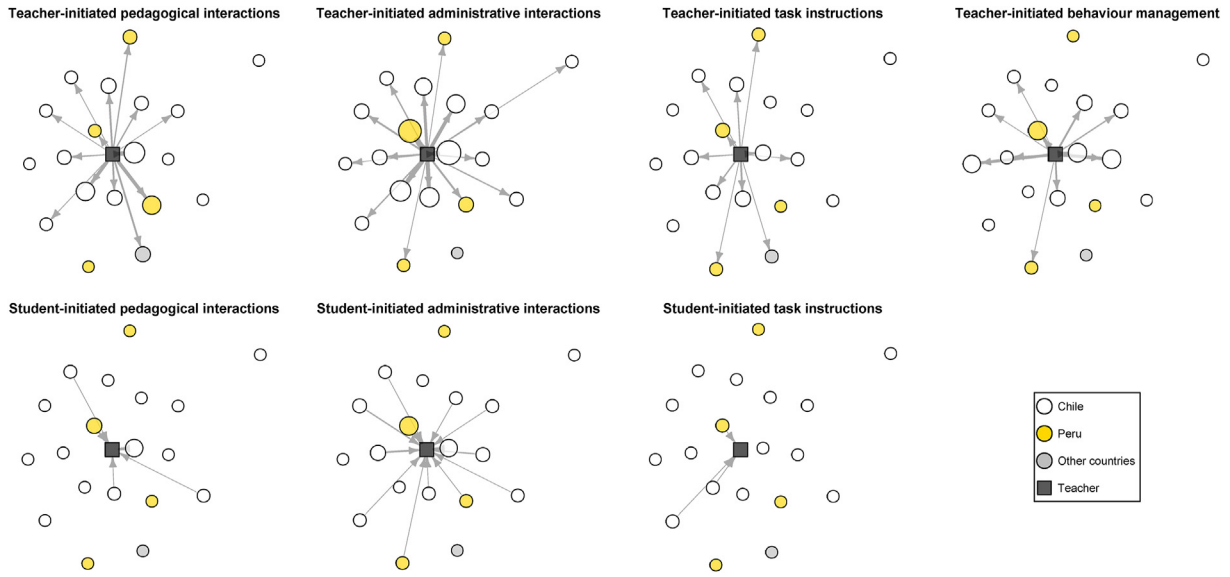 Teacher-initiated pedagogical interactions
Teacher-initiated administrative interactions
Teacher-initiated task instructions
Teacher-initiated behaviour management
Student-initiated pedagogical interactions
Student-initiated administrative interactions
Student-initiated task instructions
Chile
Peru
Other countries
Teacher